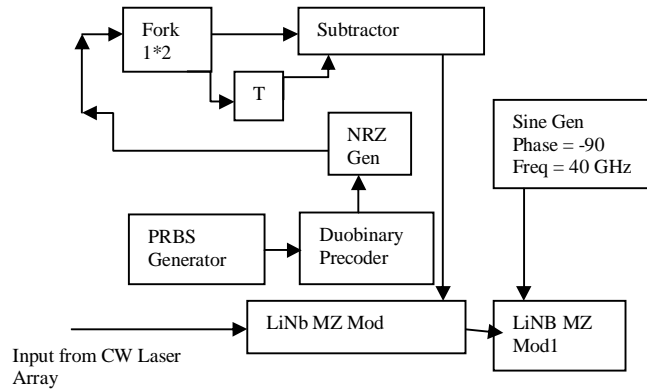 Fork
1*2
Subtractor
T
NRZ
Gen
Sine Gen
Phase = -90
Freq = 40 GHz
PRBS
Generator
Duobinary
Precoder
LiNb MZ Mod
LiNB MZ
Mod1
Input from CW Laser
Array